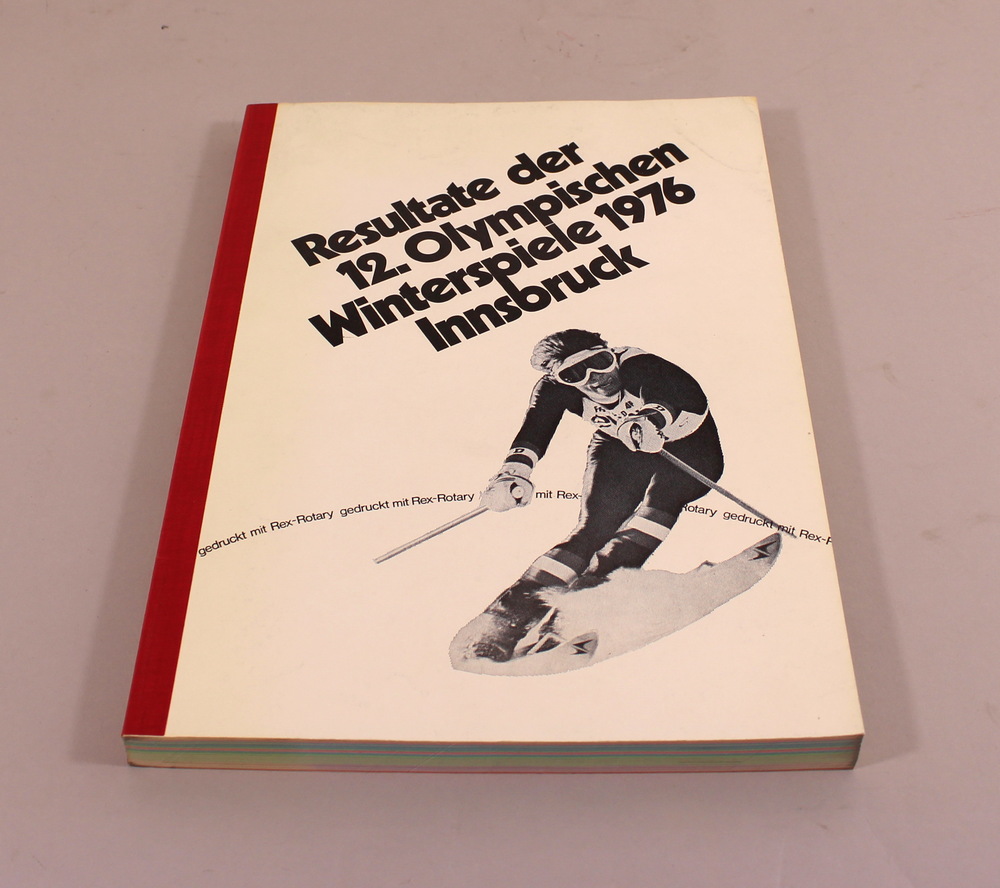 Resultate der
12. Olympischen
Winterspiele 1976
Innsbruck
gedruckt mit Rex-Rotary gedruckt mit Rex-Rotary mit Rex-Rotary gedruckt mit Rex-R